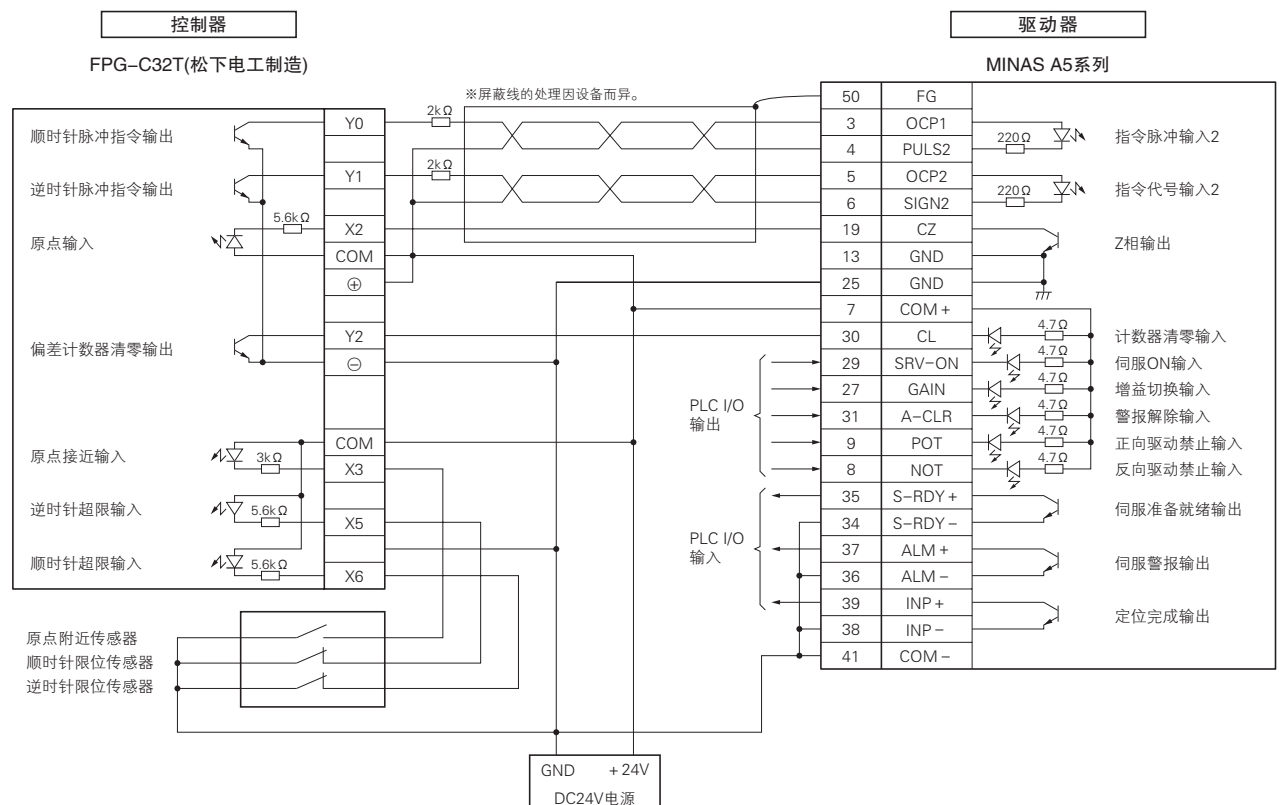 控制器
驱动器
FPG-C32T(松下电工制造)
MINAS A5系列
※屏蔽线的处理因设备而异。
顺时针脉冲指令输出
Y0
2kΩ
逆时针脉冲指令输出
Y1
2kΩ
原点输入
5.6kΩ
X2
COM
⊕
偏差计数器清零输出
Y2
⊖
COM
原点接近输入
3kΩ
X3
逆时针超限输入
5.6kΩ
X5
顺时针超限输入
5.6kΩ
X6
原点附近传感器
顺时针限位传感器
逆时针限位传感器
PLC I/O
输出
PLC I/O
输入
50 FG
3 OCP1
4 PULS2 220Ω 指令脉冲输入2
5 OCP2
6 SIGN2 220Ω 指令代号输入2
19 CZ
13 GND Z相输出
25 GND
7 COM+
30 CL 4.7Ω 计数器清零输入
29 SRV-ON 4.7Ω 伺服ON输入
27 GAIN 4.7Ω 增益切换输入
31 A-CLR 4.7Ω 警报解除输入
9 POT 4.7Ω 正向驱动禁止输入
8 NOT 4.7Ω 反向驱动禁止输入
35 S-RDY+
34 S-RDY- 伺服准备就绪输出
37 ALM+
36 ALM- 伺服警报输出
39 INP+
38 INP- 定位完成输出
41 COM-
GND +24V
DC24V电源